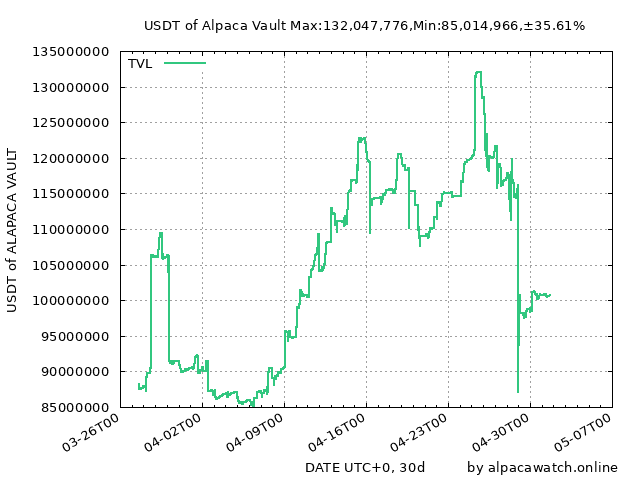 USDT of Alpaca Vault Max:132,047,776,Min:85,014,966,±35.61%
TVL
135000000
130000000
125000000
120000000
115000000
110000000
105000000
100000000
95000000
90000000
85000000
USDT of ALAPACA VAULT
03-26T00
04-02T00
04-09T00
04-16T00
04-23T00
04-30T00
05-07T00
DATE UTC+0, 30d
by alpacawatch.online